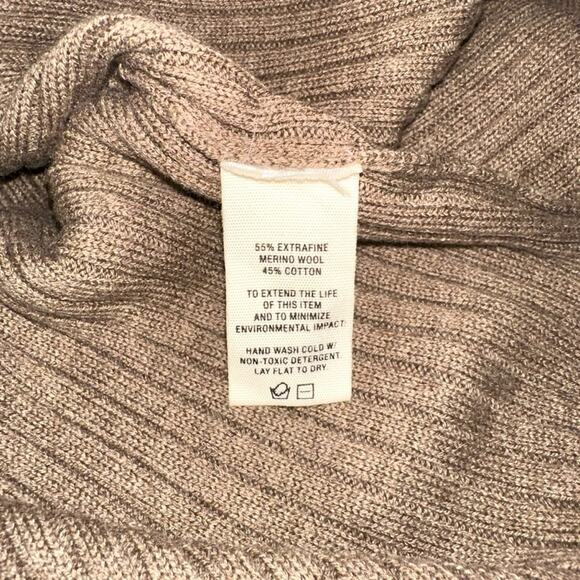 55% EXTRAFINE
MERINO WOOL
45% COTTON
TO EXTEND THE LIFE
OF THIS ITEM
AND TO MINIMIZE
ENVIRONMENTAL IMPACT:
HAND WASH COLD W/
NON-TOXIC DETERGENT.
LAY FLAT TO DRY.